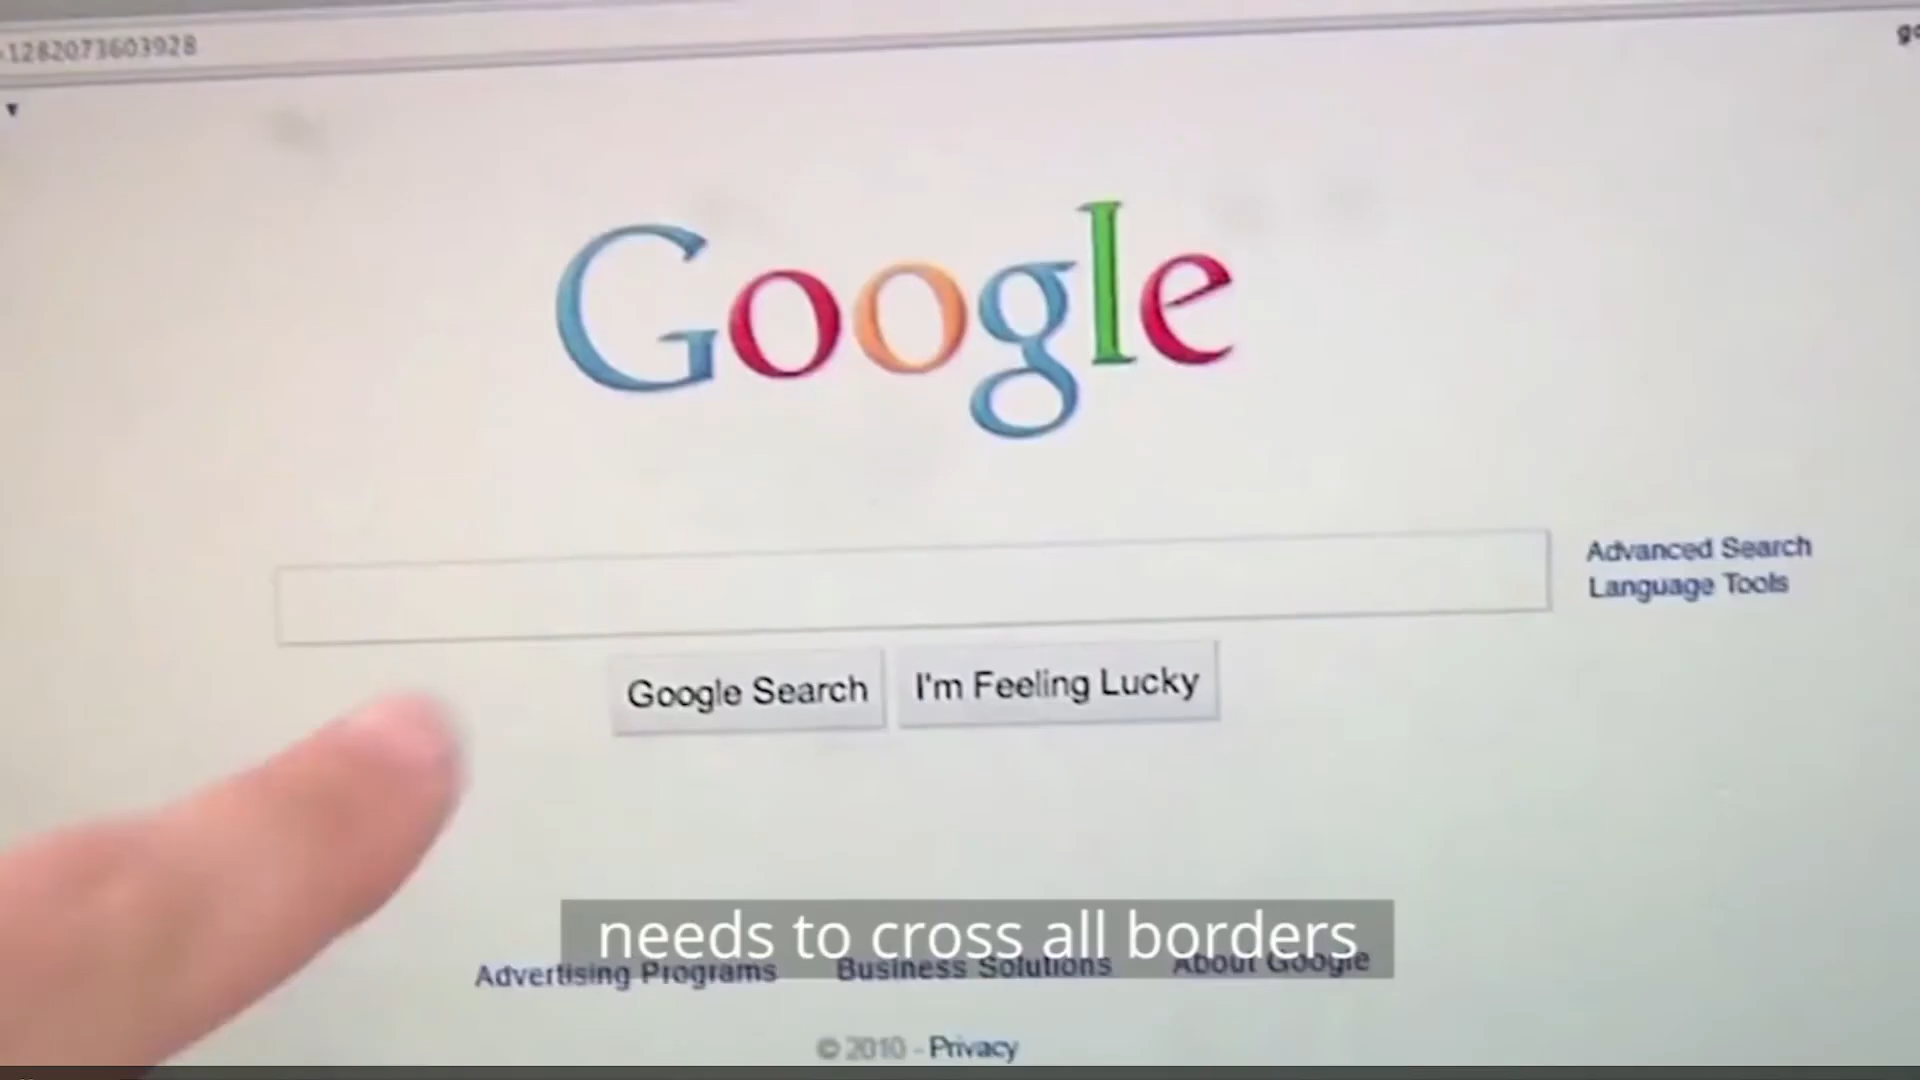 1282073603928
Google
Advanced Search
Language Tools
Google Search
I'm Feeling Lucky
needs to cross all borders
Advertising Programs Business Solutions About Google
© 2010 - Privacy